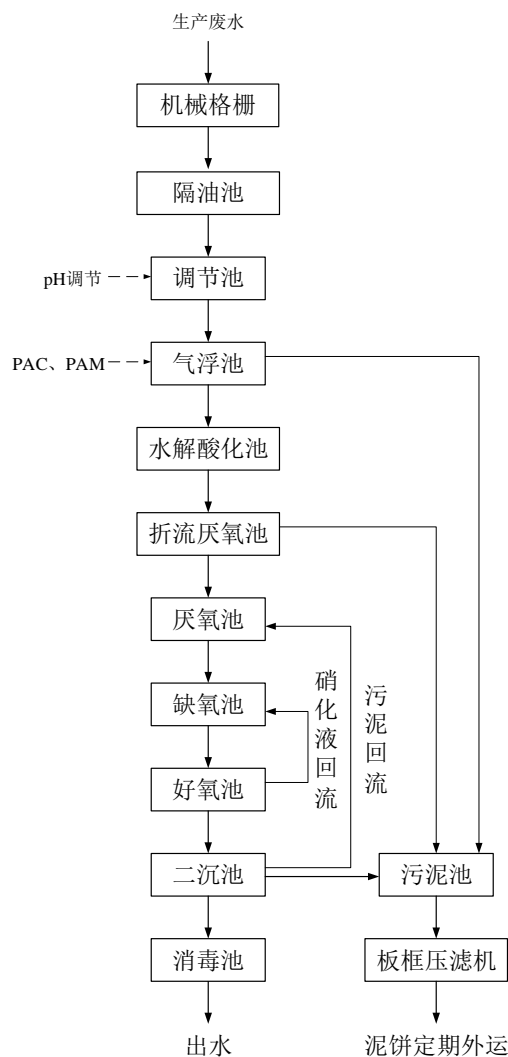 生产废水
机械格栅
隔油池
pH调节
调节池
PAC、PAM
气浮池
水解酸化池
折流厌氧池
厌氧池
缺氧池
硝化液回流
污泥回流
好氧池
二沉池
污泥池
消毒池
板框压滤机
出水
泥饼定期外运